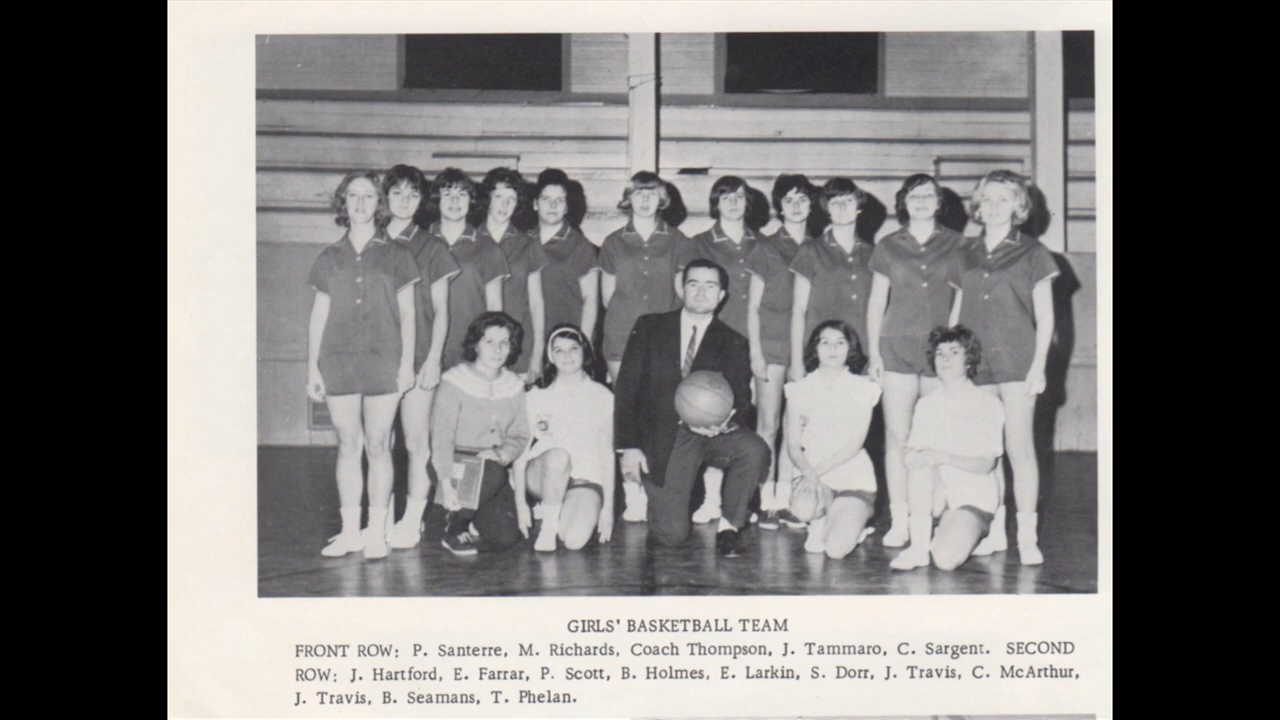 GIRLS' BASKETBALL TEAM
FRONT ROW: P. Santerre, M. Richards, Coach Thompson, J. Tammaro, C. Sargent. SECOND
ROW: J. Hartford, E. Farrar, P. Scott, B. Holmes, E. Larkin, S. Dorr, J. Travis, C. McArthur,
J. Travis, B. Seamans, T. Phelan.